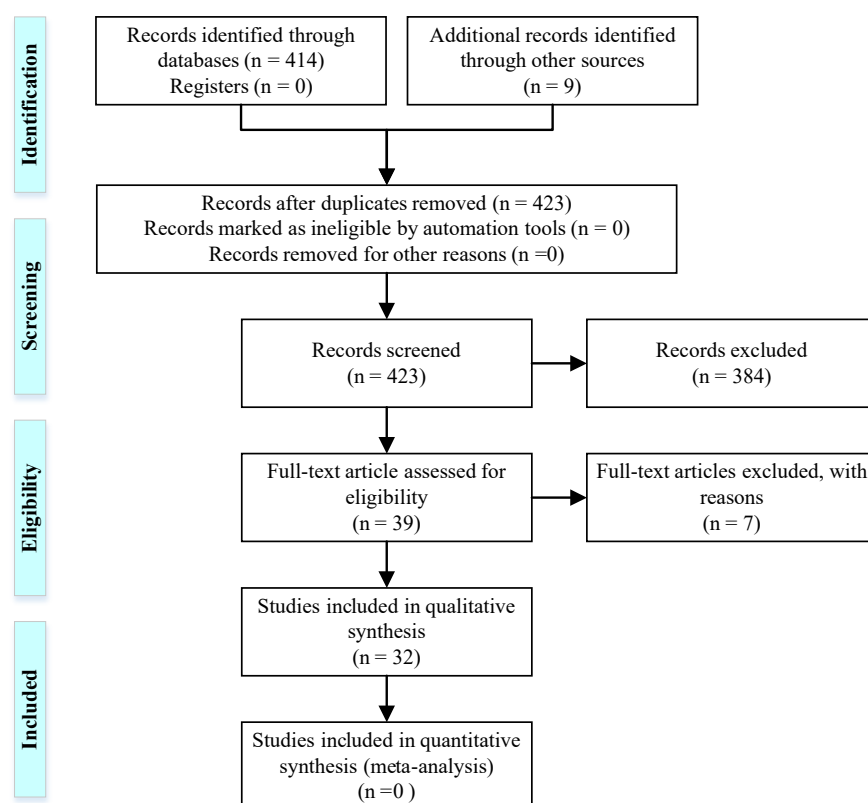 Identification
Records identified through
databases (n = 414)
Registers (n = 0)
Additional records identified
through other sources
(n = 9)
Records after duplicates removed (n = 423)
Records marked as ineligible by automation tools (n = 0)
Records removed for other reasons (n =0)
Screening
Records screened
(n = 423)
Records excluded
(n = 384)
Eligibility
Full-text article assessed for
eligibility
(n = 39)
Full-text articles excluded, with
reasons
(n = 7)
Included
Studies included in qualitative
synthesis
(n = 32)
Studies included in quantitative
synthesis (meta-analysis)
(n =0 )